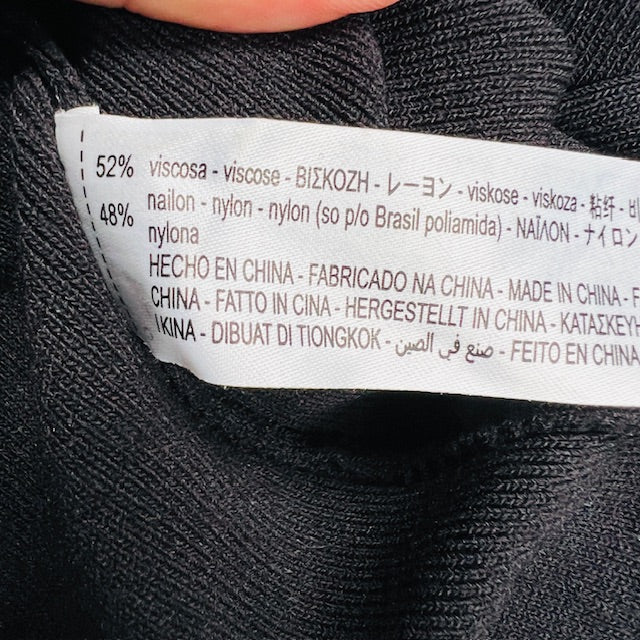 52% viscosa - viscose - ΒΙΣΚΟΖΗ - レーヨン - viskose - viskoza - 粘纤 -
48% nailon - nylon - nylon (so p/o Brasil poliamida) - ΝΑΪΛΟΝ - ナイロン
nylona
HECHO EN CHINA - FABRICADO NA CHINA - MADE IN CHINA - F
CHINA - FATTO IN CINA - HERGESTELLT IN CHINA - ΚΑΤΑΣΚΕΥΗ
KINA - DIBUAT DI TIONGKOK - صنع في الصين - FEITO EN CHINA